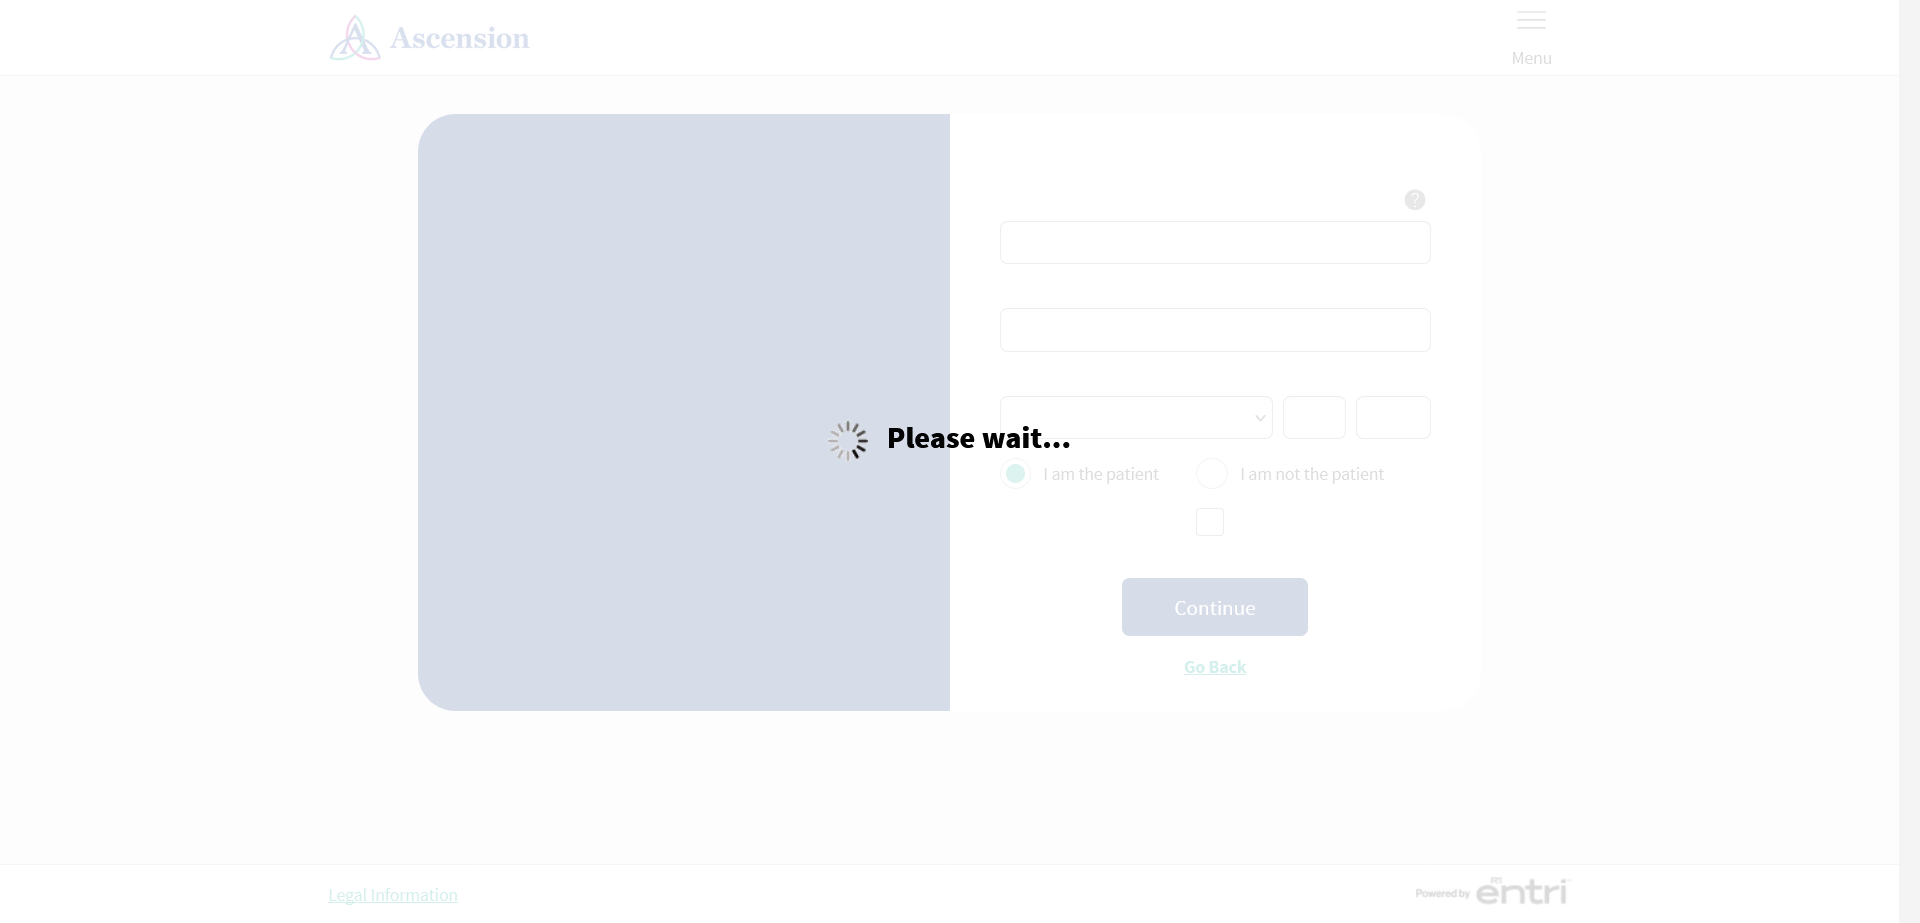 Ascension
Menu
?
Please wait...
I am the patient
I am not the patient
Continue
Go Back
Legal Information
Powered by R1 entri